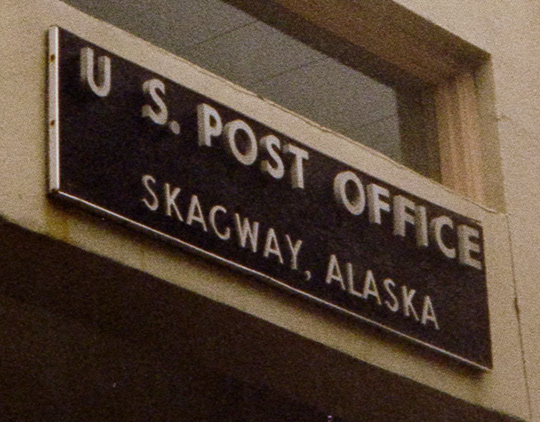 U S. POST OFFICE
SKAGWAY, ALASKA